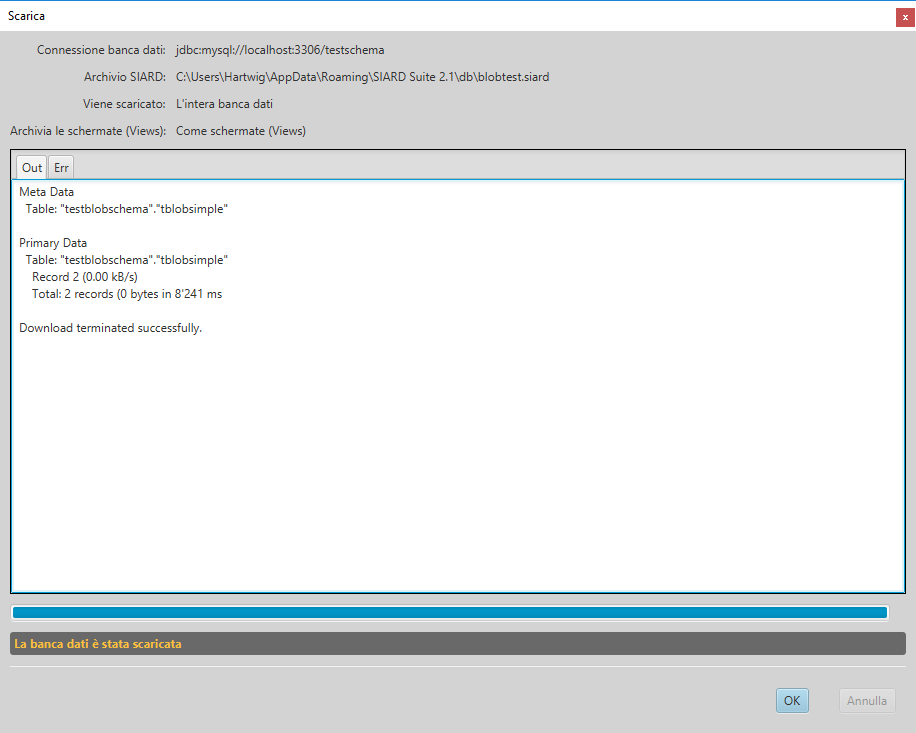 Scarica
x
Connessione banca dati: jdbc:mysql://localhost:3306/testschema
Archivio SIARD: C:\Users\Hartwig\AppData\Roaming\SIARD Suite 2.1\db\blobtest.siard
Viene scaricato: L'intera banca dati
Archivia le schermate (Views): Come schermate (Views)
Out Err
Meta Data
Table: "testblobschema"."tblobsimple"
Primary Data
Table: "testblobschema"."tblobsimple"
Record 2 (0.00 kB/s)
Total: 2 records (0 bytes in 8'241 ms
Download terminated successfully.
La banca dati è stata scaricata
OK Annulla